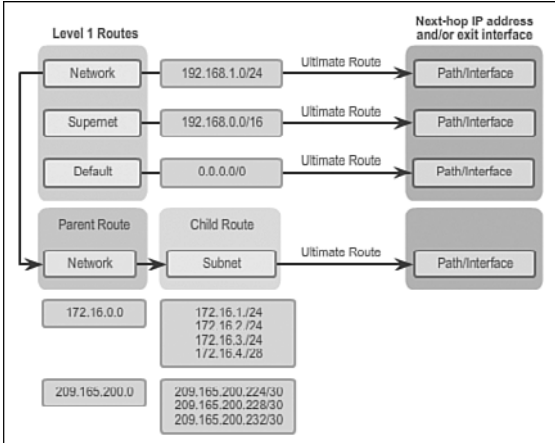 Level 1 Routes
Next-hop IP address
and/or exit interface
Network
192.168.1.0/24
Ultimate Route
Path/Interface
Supernet
192.168.0.0/16
Ultimate Route
Path/Interface
Default
0.0.0.0/0
Ultimate Route
Path/Interface
Parent Route
Child Route
Network
Subnet
Ultimate Route
Path/Interface
172.16.0.0
172.16.1./24
172.16.2./24
172.16.3./24
172.16.4./28
209.165.200.0
209.165.200.224/30
209.165.200.228/30
209.165.200.232/30